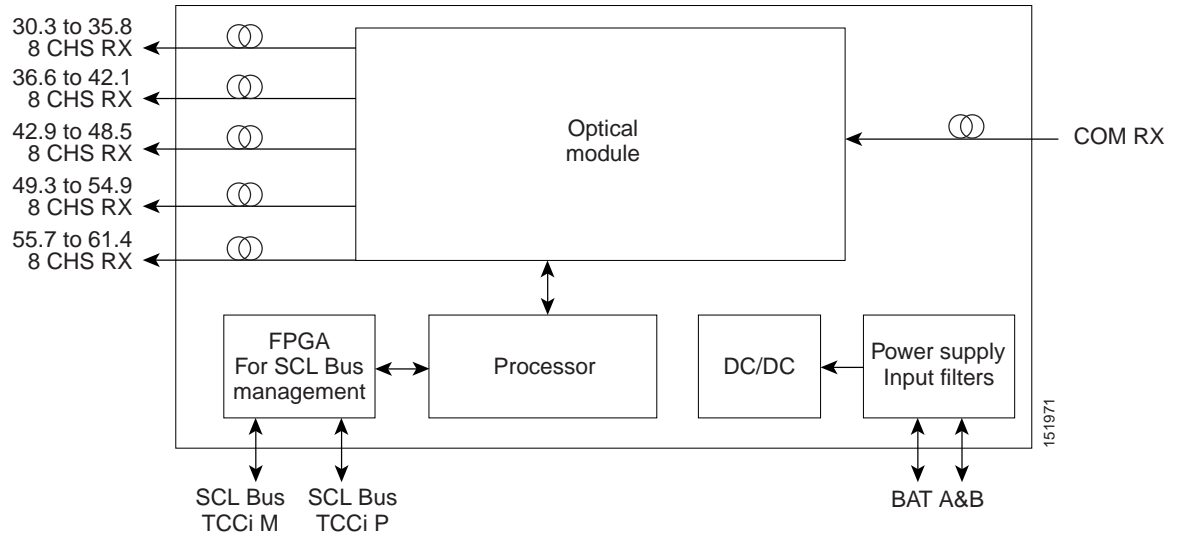 30.3 to 35.8
8 CHS RX
36.6 to 42.1
8 CHS RX
42.9 to 48.5
8 CHS RX
49.3 to 54.9
8 CHS RX
55.7 to 61.4
8 CHS RX
Optical
module
COM RX
FPGA
For SCL Bus
management
Processor
DC/DC
Power supply
Input filters
151971
SCL Bus
TCCi M
SCL Bus
TCCi P
BAT A&B